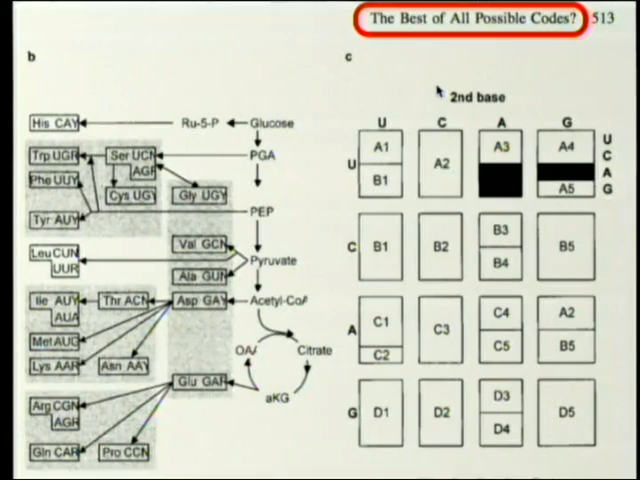 The Best of All Possible Codes? 513
b
c
His CAY
Ru-5-P
Glucose
Trp UGR
Ser UCN
AGY
PGA
Phe UUY
Cys UGY
Gly UGY
Tyr AUY
PEP
Val GCN
Leu CUN
UUR
Pyruvate
Ala GUN
Ile AUY
AUA
Thr ACN
Asp GAY
Acetyl-CoA
Met AUG
Lys AAR
Asn AAY
OAA
Citrate
Glu GAR
aKG
Arg CGN
AGR
Gln CAR
Pro CCN
2nd base
U C A G
U
A1
B1
A2
A3
A4
A5
U
C
A
G
C
B1
B2
B3
B4
B5
A
C1
C2
C3
C4
C5
A2
B5
G
D1
D2
D3
D4
D5